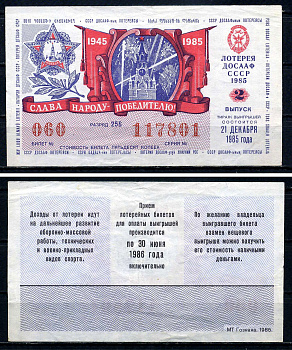 1945
1985
СЛАВА НАРОДУ-ПОБЕДИТЕЛЮ!
ЛОТЕРЕЯ
ДОСААФ
СССР
1985
2
ВЫПУСК
ТИРАЖ ВЫИГРЫШЕЙ
СОСТОИТСЯ
21 ДЕКАБРЯ
1985 года
060
РАЗРЯД 256
117801
БИЛЕТ №
СТОИМОСТЬ БИЛЕТА ПЯТЬДЕСЯТ КОПЕЕК
СЕРИЯ №
Доходы от лотереи идут
на дальнейшее развитие
оборонно-массовой
работы, технических
и военно-прикладных
видов спорта.
Прием
лотерейных билетов
для оплаты выигрышей
производится
по 30 июня
1986 года
включительно
По желанию владельца
выигравшего билета
взамен вещевого
выигрыша можно получить
его стоимость наличными
деньгами.
МТ Гознака. 1985.